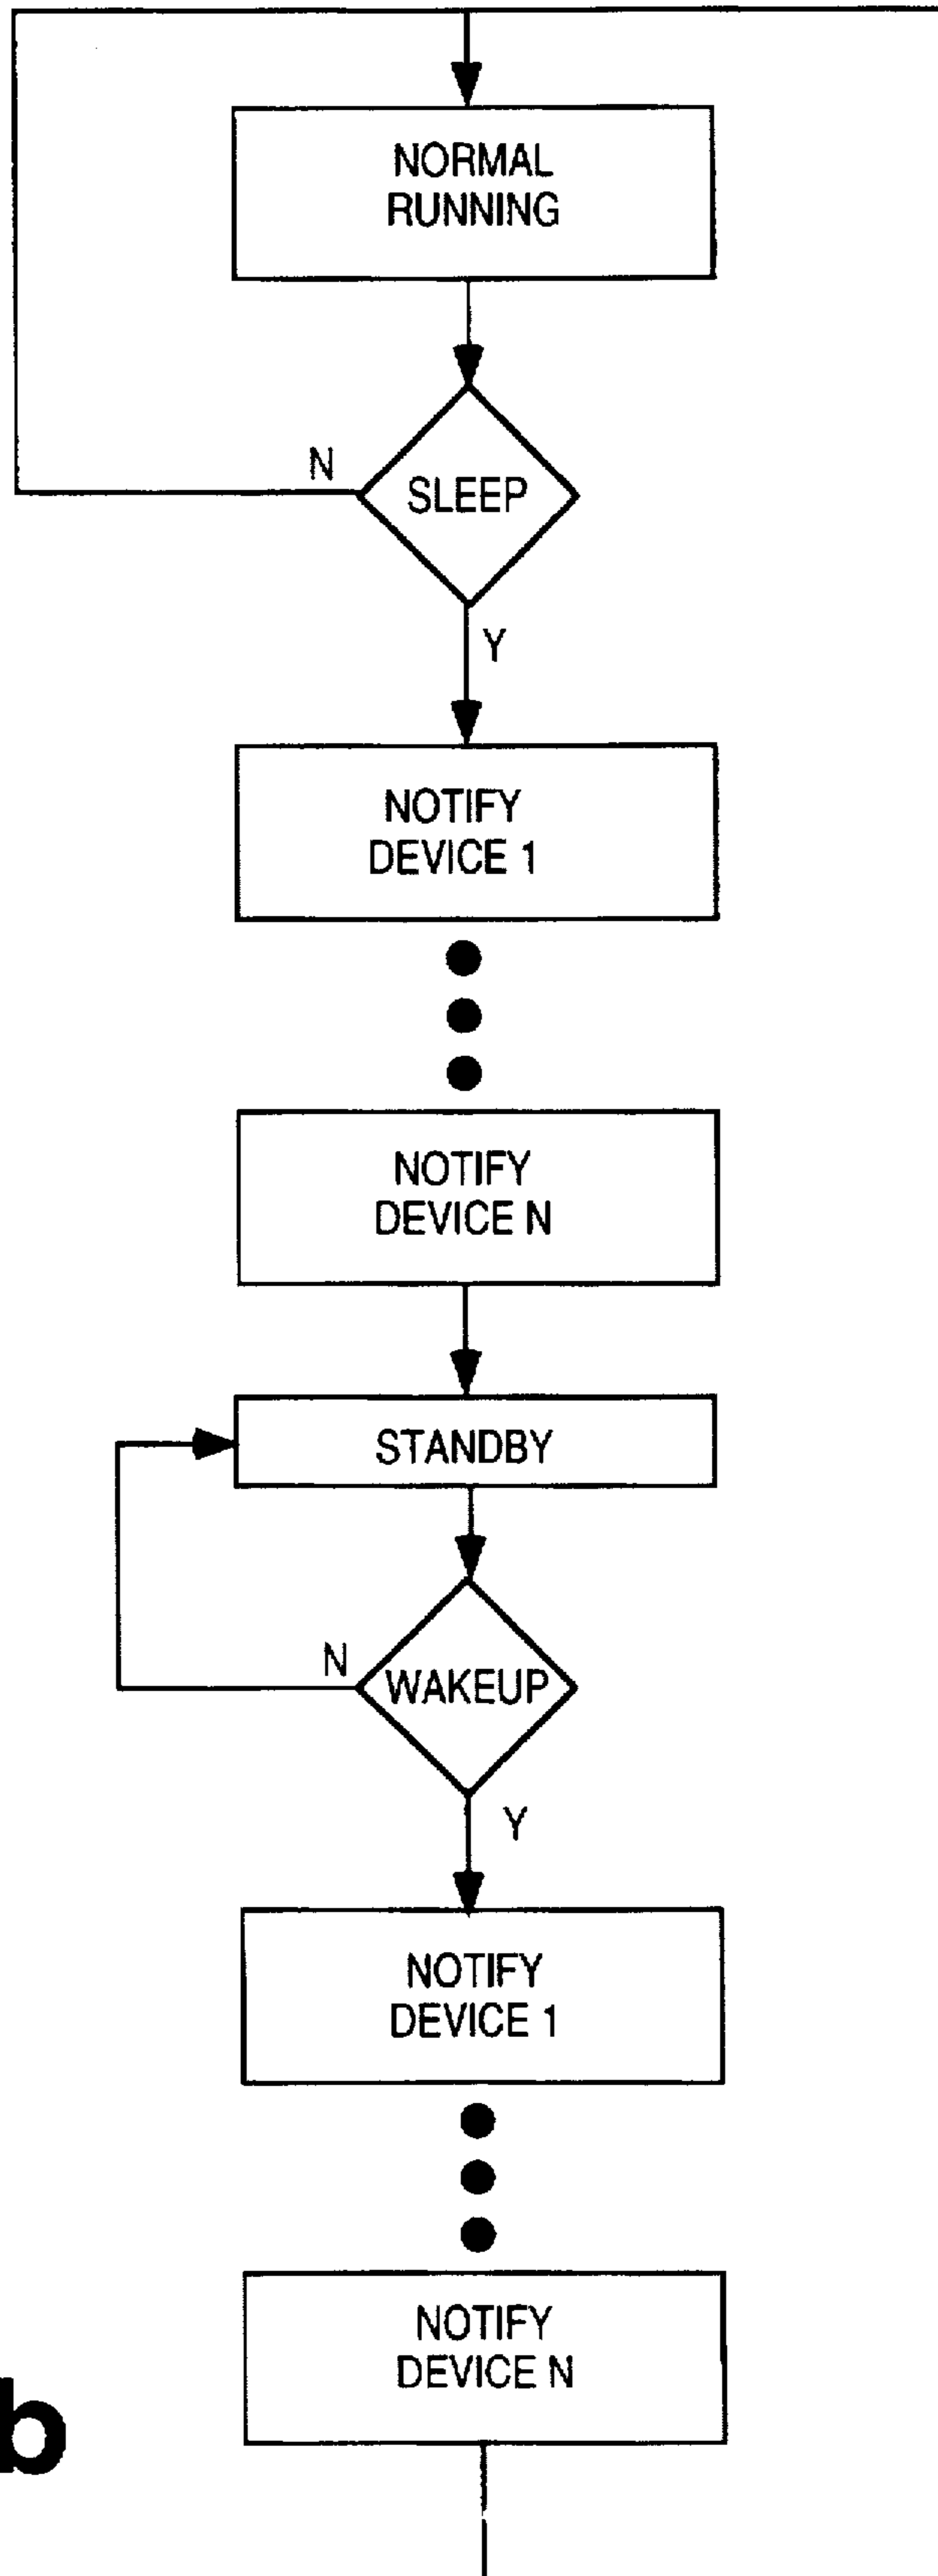 NORMAL
RUNNING
N
SLEEP
Y
NOTIFY
DEVICE 1
NOTIFY
DEVICE N
STANDBY
N
WAKEUP
Y
NOTIFY
DEVICE 1
NOTIFY
DEVICE N
b